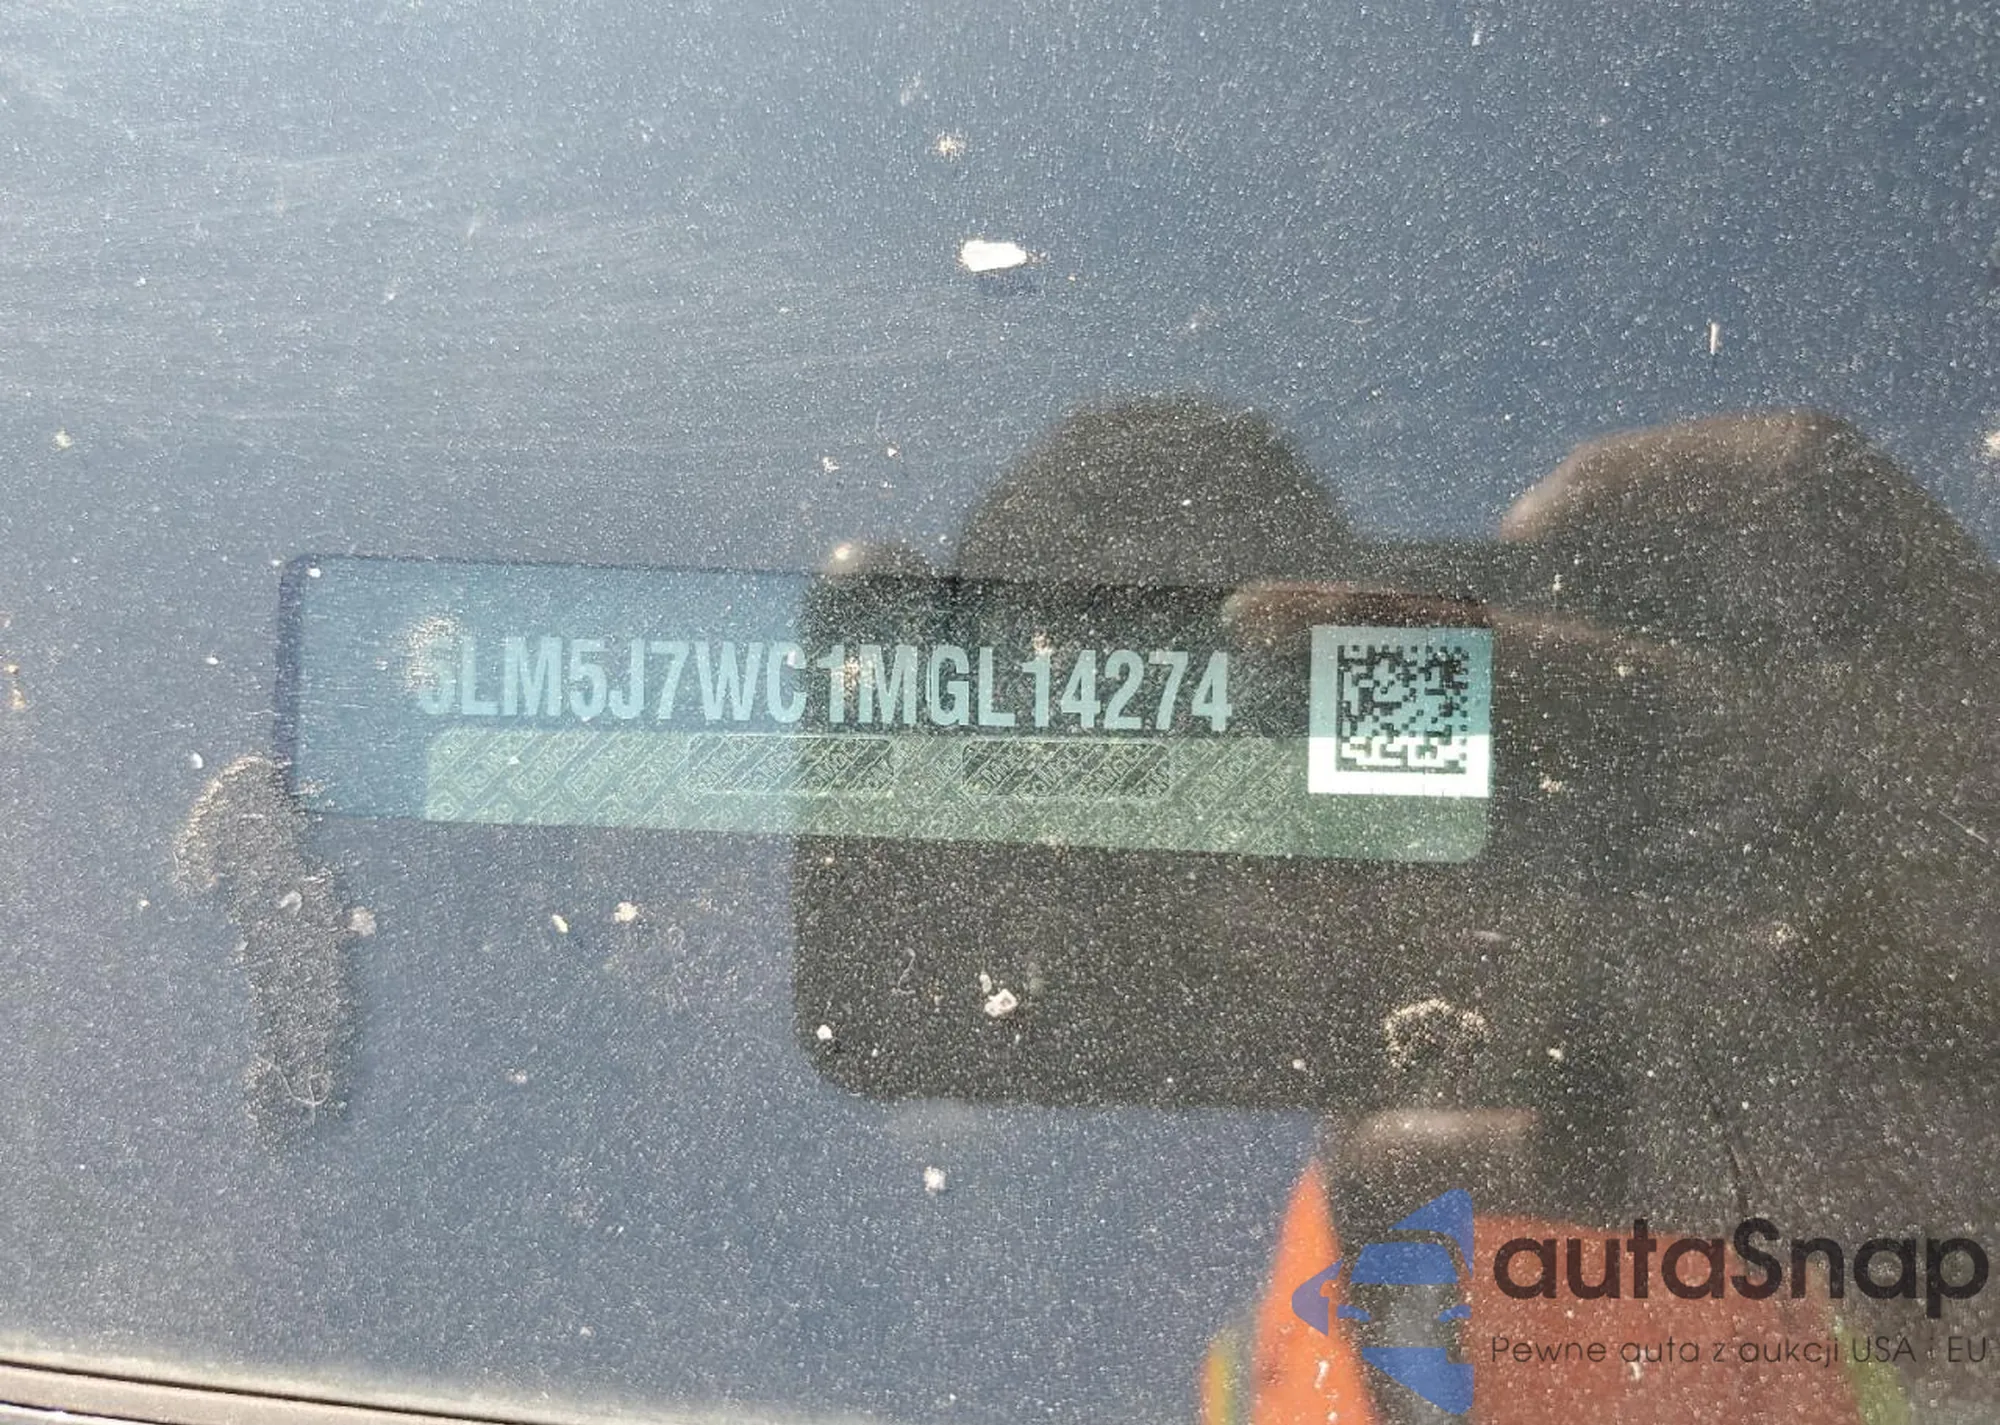 5LM5J7WC1MGL14274
autaSnap
Pewne auta z aukcji USA i EU